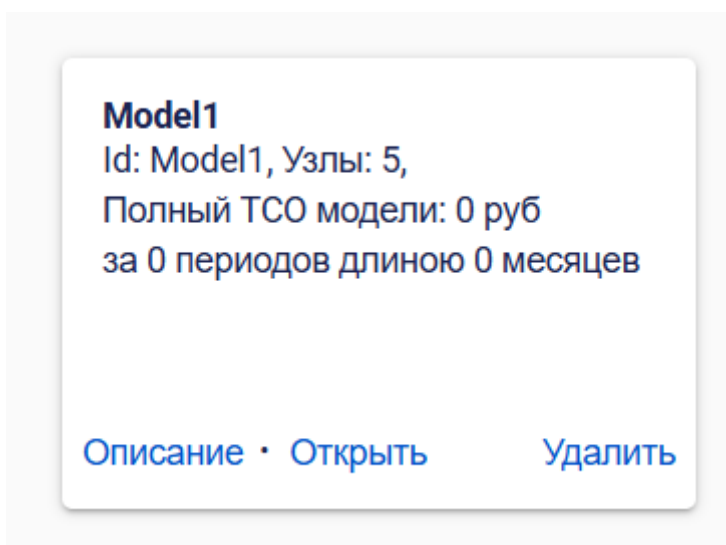 Model1
Id: Model1, Узлы: 5,
Полный TCO модели: 0 руб
за 0 периодов длиною 0 месяцев
Описание · Открыть Удалить